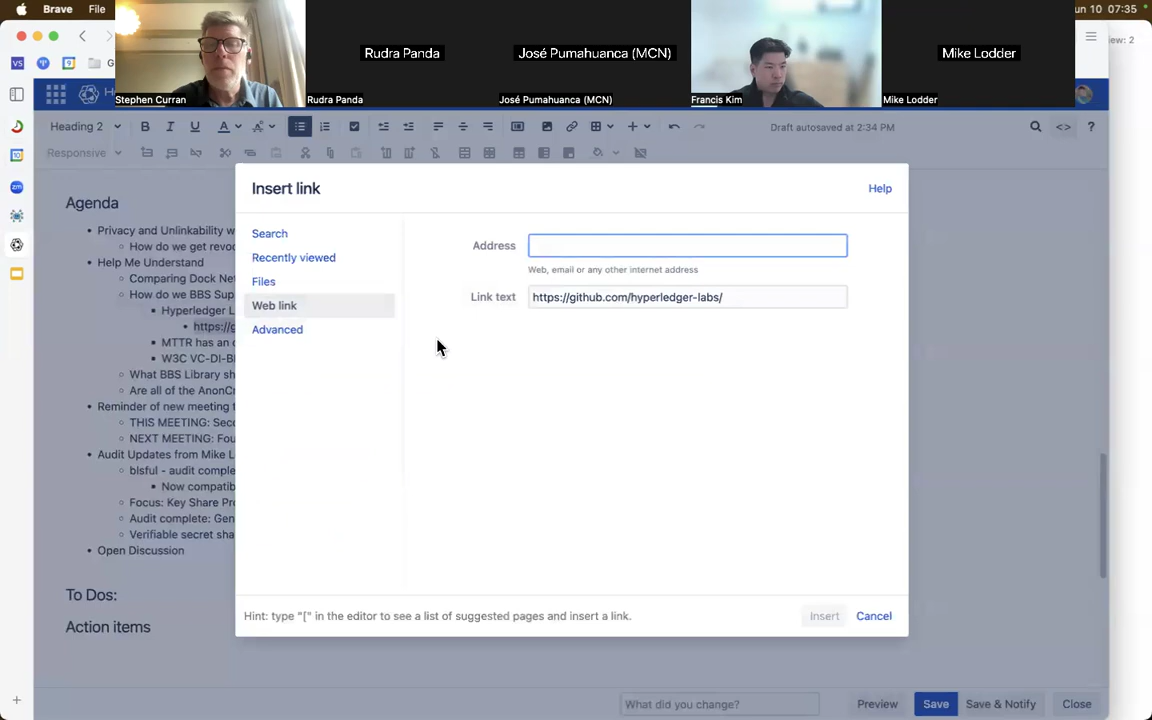 Brave File
un 10 07:35
iew: 2
Rudra Panda
José Pumahuanca (MCN)
Mike Lodder
Stephen Curran
Rudra Panda
José Pumahuanca (MCN)
Francis Kim
Mike Lodder
Heading 2
Draft autosaved at 2:34 PM
Responsive
Insert link
Help
Agenda
Privacy and Unlinkability w
How do we get revoc
Help Me Understand
Comparing Dock Net
How do we BBS Sup
Hyperledger L
https://g
MTTR has an o
W3C VC-DI-B
What BBS Library sh
Are all of the AnonCr
Reminder of new meeting t
THIS MEETING: Seco
NEXT MEETING: Fou
Audit Updates from Mike L
blsful - audit comple
Now compatib
Focus: Key Share Pr
Audit complete: Gen
Verifiable secret sha
Open Discussion
To Dos:
Action items
Search
Recently viewed
Files
Web link
Advanced
Address
Web, email or any other internet address
Link text https://github.com/hyperledger-labs/
Hint: type "[" in the editor to see a list of suggested pages and insert a link.
Insert Cancel
What did you change?
Preview Save Save & Notify Close